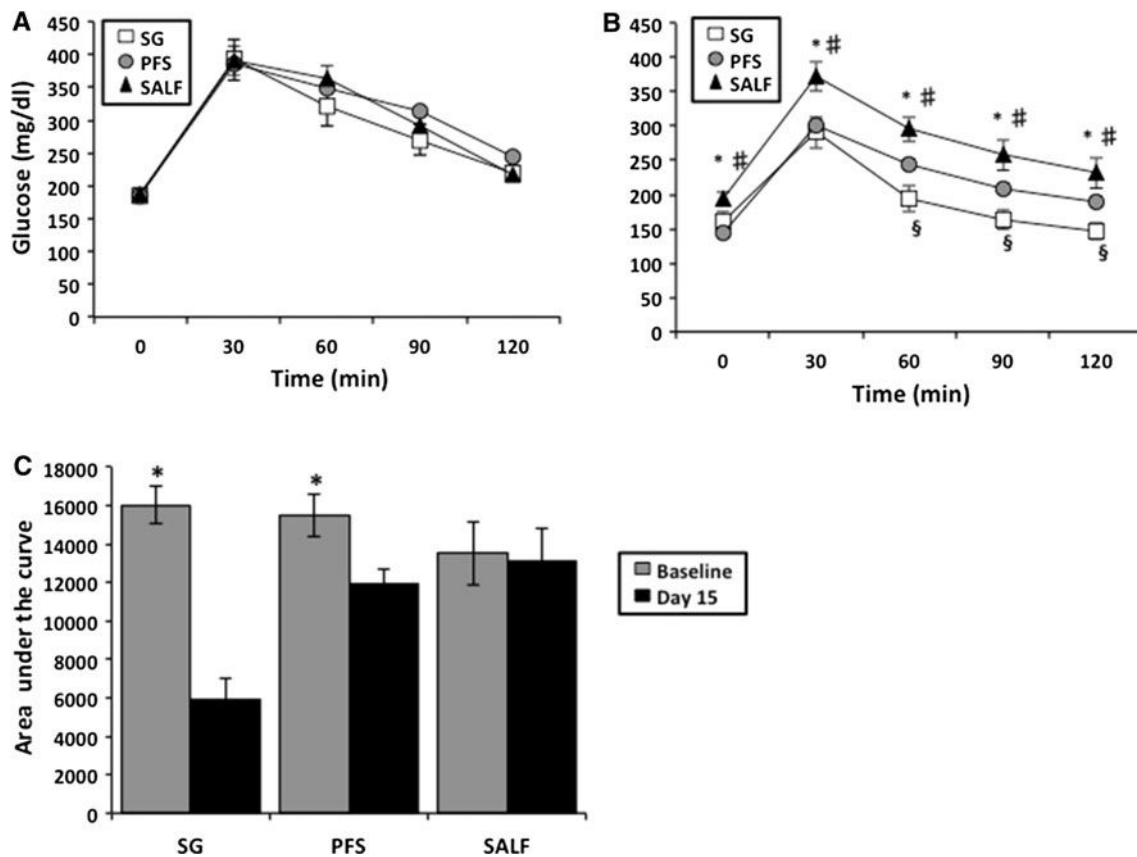 A
SG
PFS
SALF
450
400
350
300
250
200
150
100
50
0
Glucose (mg/dl)
0 30 60 90 120
Time (min)
B
SG
PFS
SALF
450
400
350
300
250
200
150
100
50
0
* #
* #
* #
* #
* #
§
§
§
0 30 60 90 120
Time (min)
C
18000
16000
14000
12000
10000
8000
6000
4000
2000
0
Area under the curve
*
*
SG PFS SALF
Baseline
Day 15